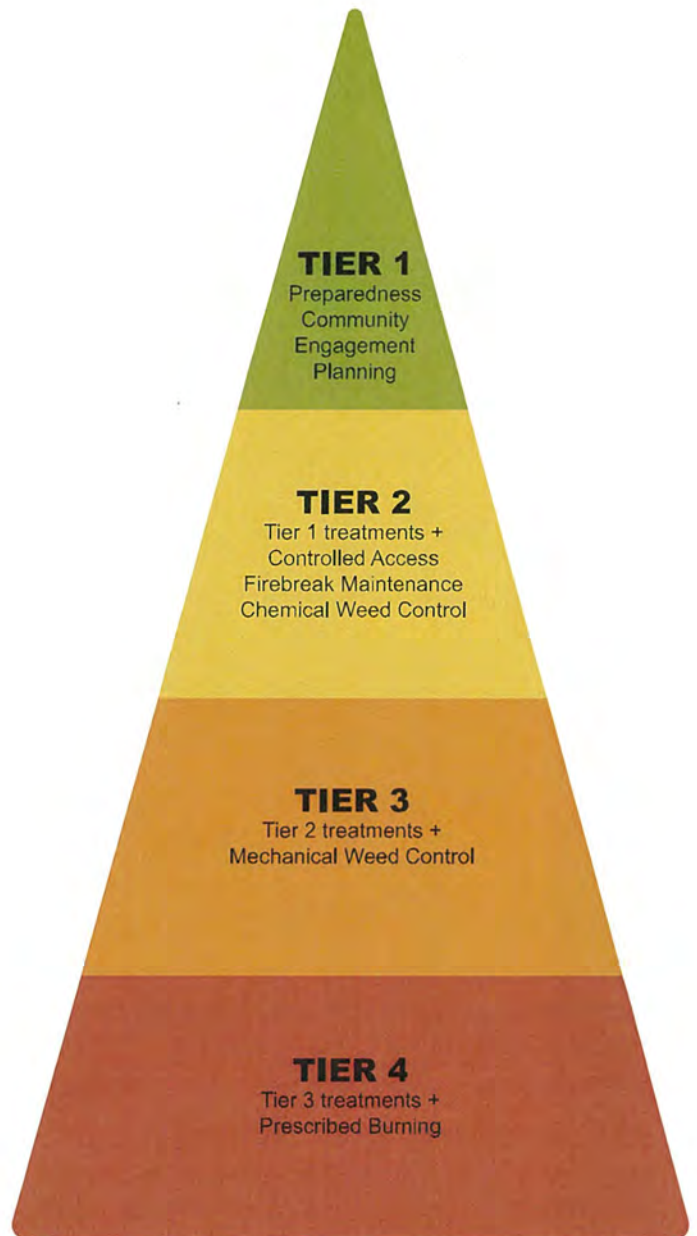 TIER 1
Preparedness
Community
Engagement
Planning
TIER 2
Tier 1 treatments +
Controlled Access
Firebreak Maintenance
Chemical Weed Control
TIER 3
Tier 2 treatments +
Mechanical Weed Control
TIER 4
Tier 3 treatments +
Prescribed Burning